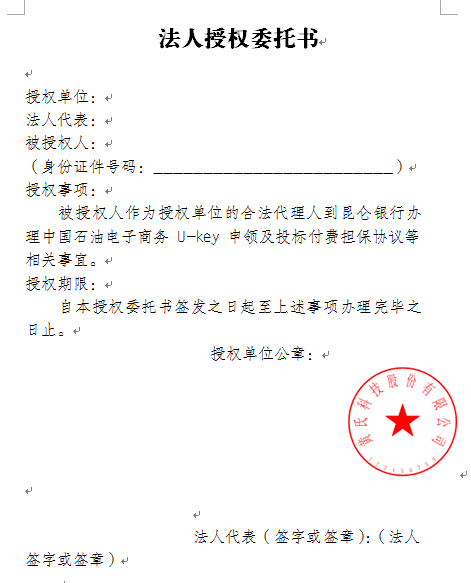 法人授权委托书
授权单位：
法人代表：
被授权人：
（身份证件号码：________________________）
授权事项：
被授权人作为授权单位的合法代理人到昆仑银行办
理中国石油电子商务 U-key 申领及投标付费担保协议等
相关事宜。
授权期限：
自本授权委托书签发之日起至上述事项办理完毕之
日止。
授权单位公章：
黄氏科技股份有限公司
法人代表（签字或签章）：（法人
签字或签章）